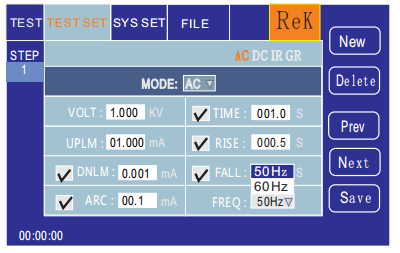 TEST TEST SET SYS SET FILE ReK
STEP
1
AC DC IR GR
MODE: AC
VOLT: 1.000 KV TIME: 001.0 S
UPLM: 01.000 mA RISE: 000.5 S
DNLM: 0.001 mA FALL: 50Hz S
60Hz
ARC: 00.1 mA FREQ: 50Hz
New
Delete
Prev
Next
Save
00:00:00